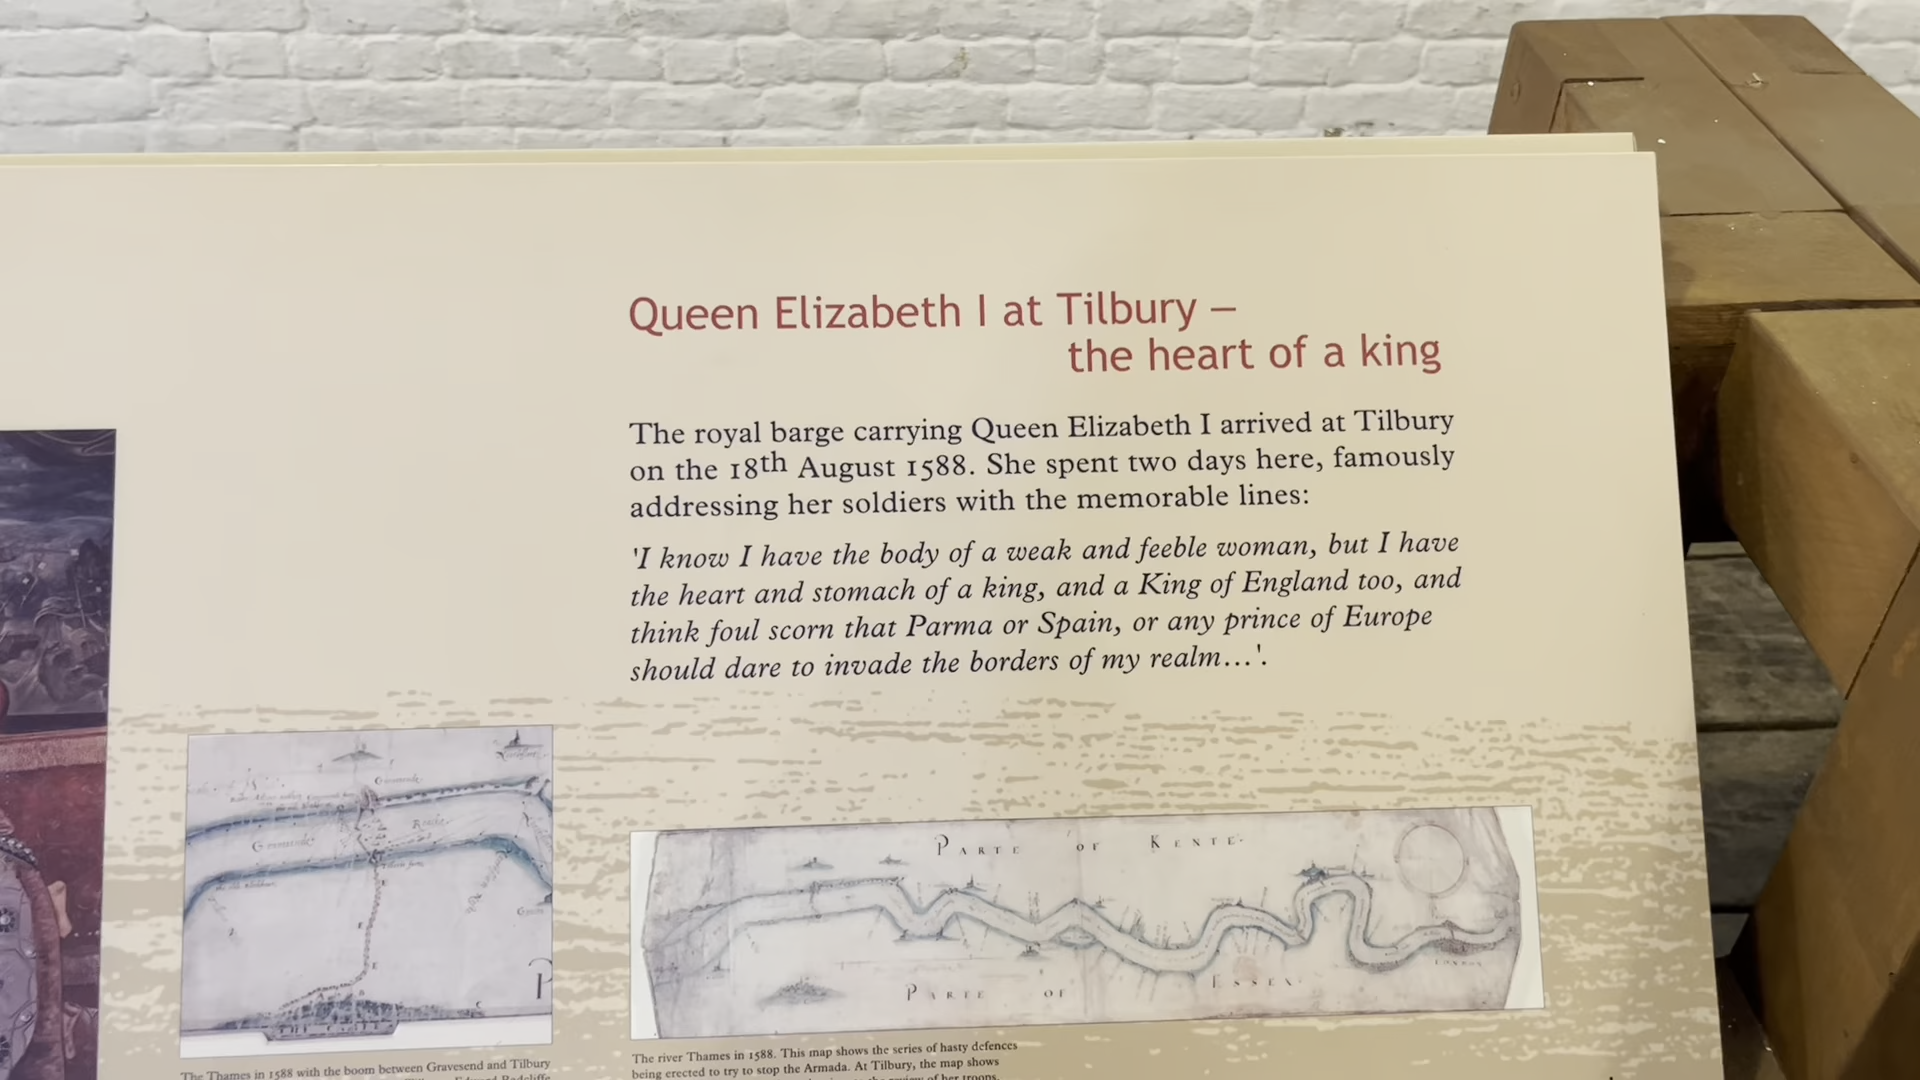 Queen Elizabeth I at Tilbury –
the heart of a king
The royal barge carrying Queen Elizabeth I arrived at Tilbury
on the 18th August 1588. She spent two days here, famously
addressing her soldiers with the memorable lines:
'I know I have the body of a weak and feeble woman, but I have
the heart and stomach of a king, and a King of England too, and
think foul scorn that Parma or Spain, or any prince of Europe
should dare to invade the borders of my realm...'.
PARTE OF KENTE
PARTE OF ESSEX
The Thames in 1588 with the boom between Gravesend and Tilbury
The river Thames in 1588. This map shows the series of hasty defences
being erected to try to stop the Armada. At Tilbury, the map shows
of her troops.